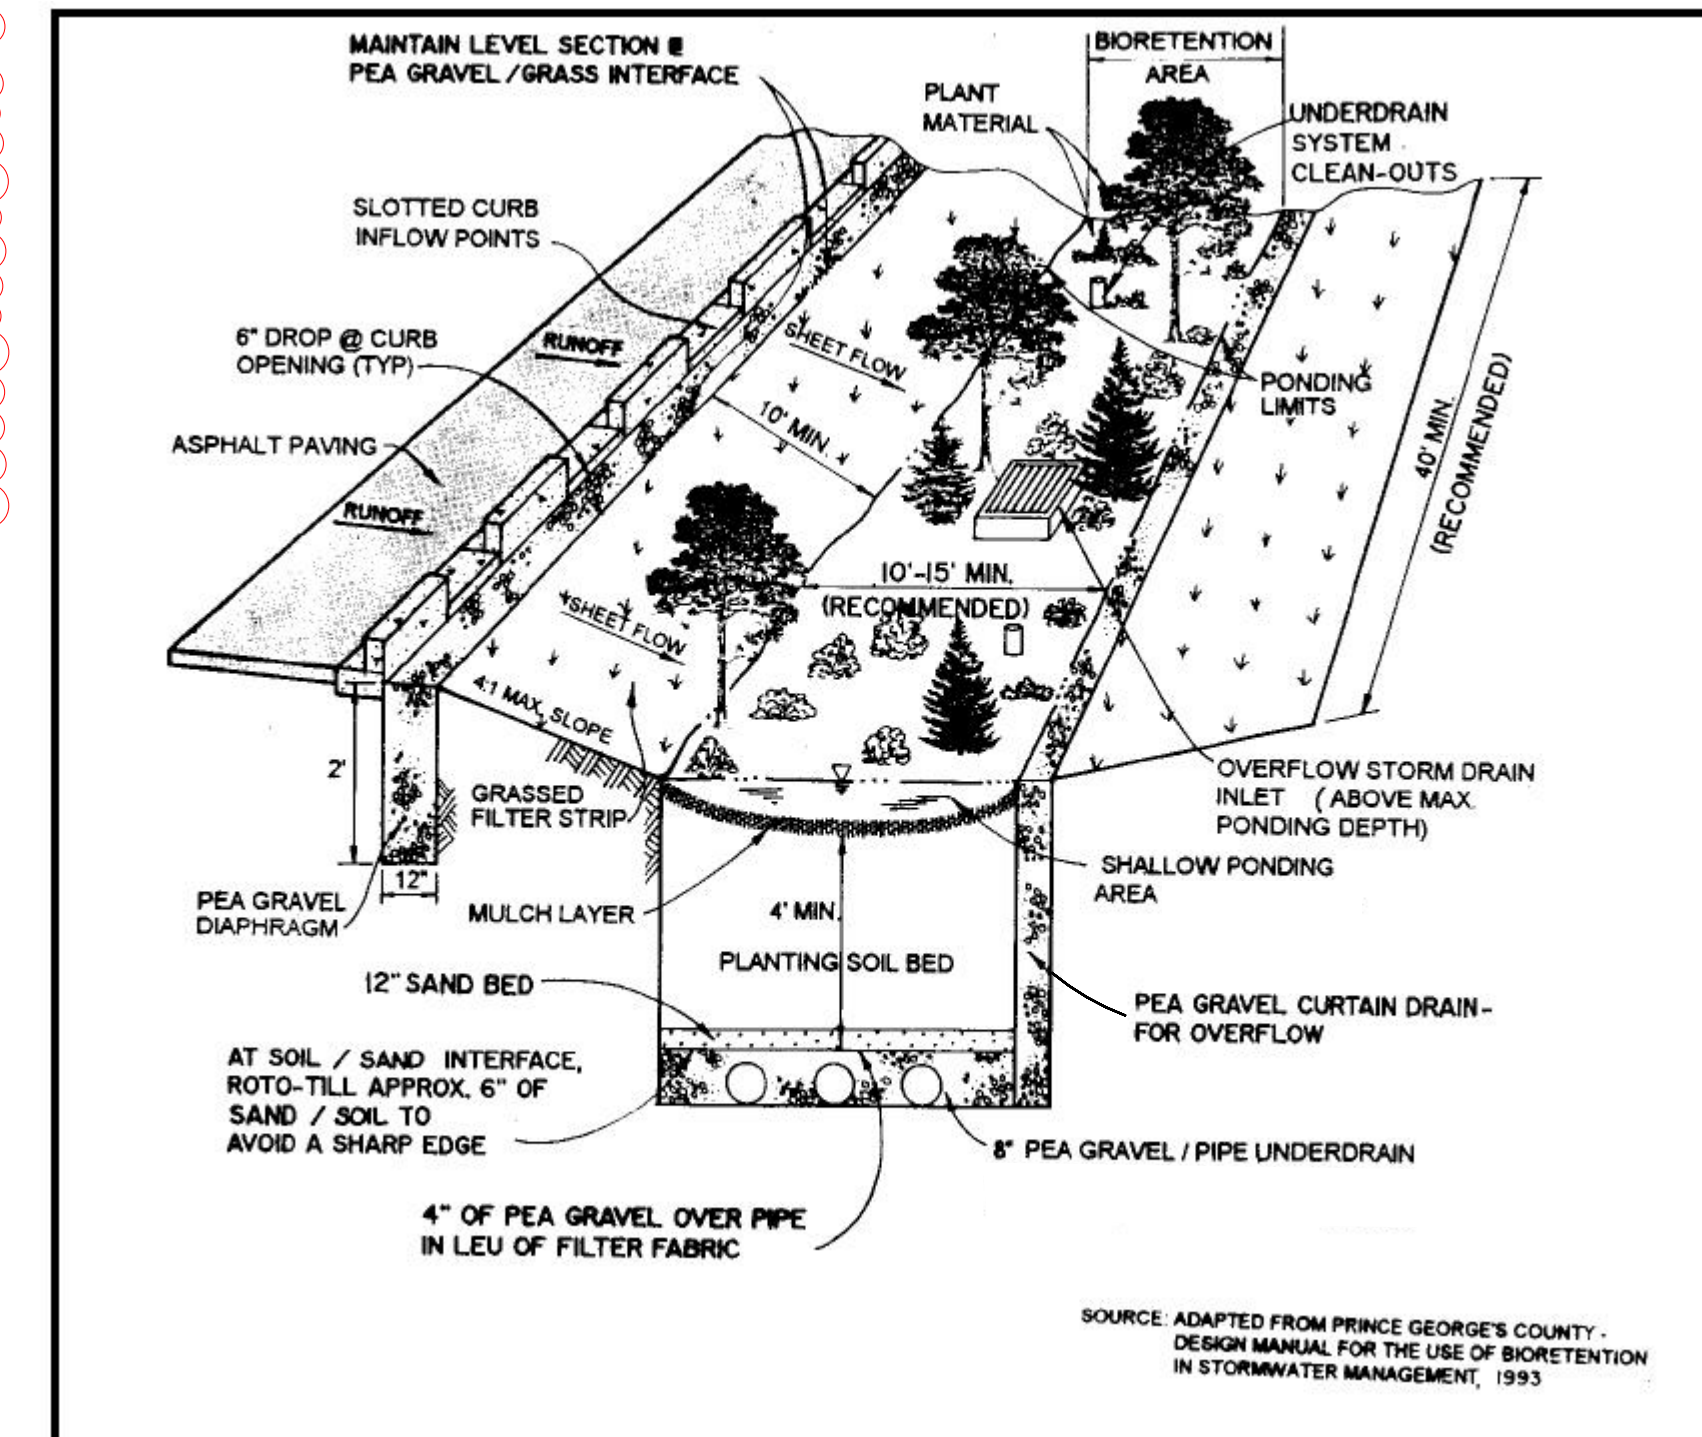 MAINTAIN LEVEL SECTION @
PEA GRAVEL / GRASS INTERFACE
BIORETENTION
AREA
PLANT
MATERIAL
UNDERDRAIN
SYSTEM
CLEAN-OUTS
SLOTTED CURB
INFLOW POINTS
6" DROP @ CURB
OPENING (TYP)
RUNOFF
SHEET FLOW
PONDING
LIMITS
10' MIN.
40' MIN.
(RECOMMENDED)
ASPHALT PAVING
RUNOFF
10'-15' MIN.
(RECOMMENDED)
SHEET FLOW
4:1 MAX. SLOPE
2'
GRASSED
FILTER STRIP
OVERFLOW STORM DRAIN
INLET ( ABOVE MAX.
PONDING DEPTH)
SHALLOW PONDING
AREA
12"
PEA GRAVEL
DIAPHRAGM
MULCH LAYER
4' MIN.
PLANTING SOIL BED
12" SAND BED
PEA GRAVEL CURTAIN DRAIN-
FOR OVERFLOW
AT SOIL / SAND INTERFACE,
ROTO-TILL APPROX. 6" OF
SAND / SOIL TO
AVOID A SHARP EDGE
8" PEA GRAVEL / PIPE UNDERDRAIN
4" OF PEA GRAVEL OVER PIPE
IN LEU OF FILTER FABRIC
SOURCE: ADAPTED FROM PRINCE GEORGE'S COUNTY -
DESIGN MANUAL FOR THE USE OF BIORETENTION
IN STORMWATER MANAGEMENT, 1993